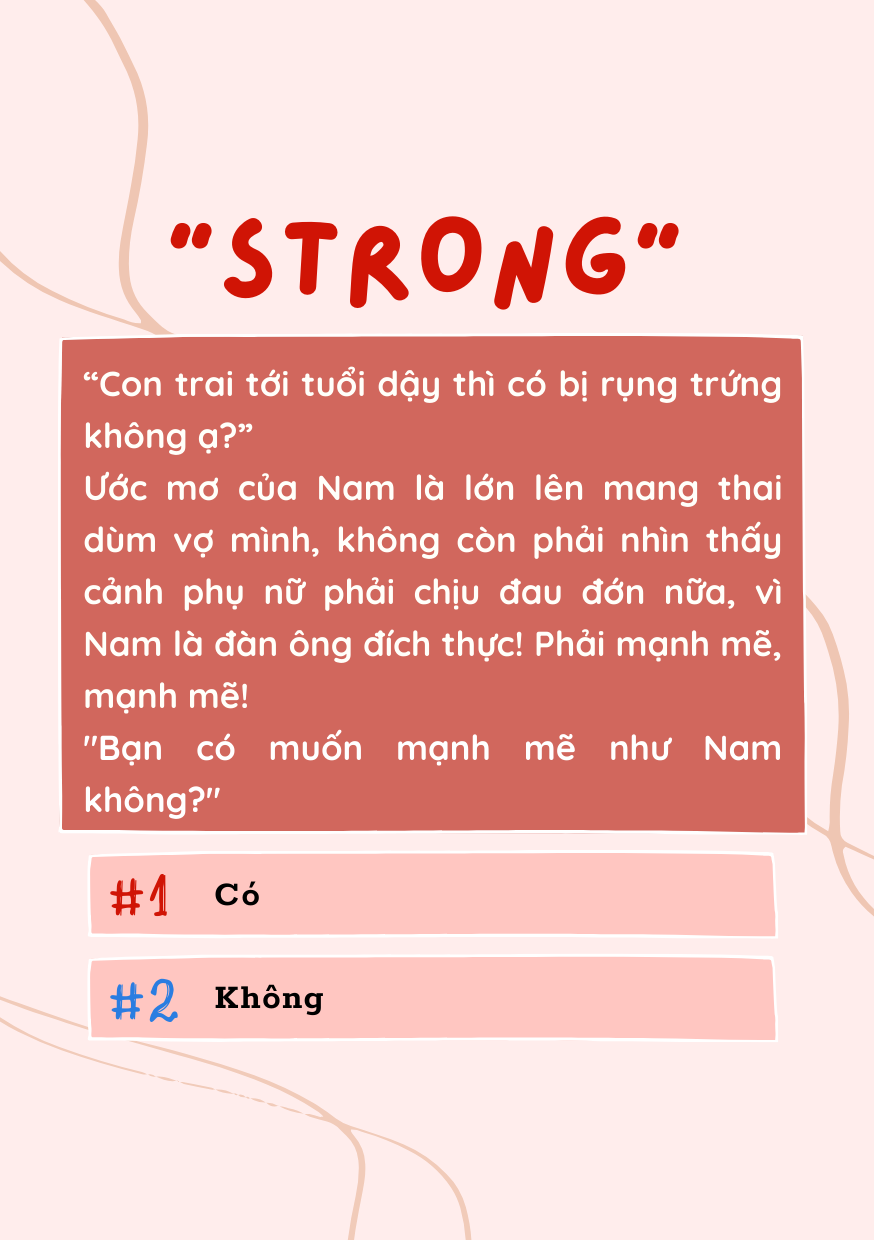 "STRONG"
“Con trai tới tuổi dậy thì có bị rụng trứng
không ạ?”
Ước mơ của Nam là lớn lên mang thai
dùm vợ mình, không còn phải nhìn thấy
cảnh phụ nữ phải chịu đau đớn nữa, vì
Nam là đàn ông đích thực! Phải mạnh mẽ,
mạnh mẽ!
"Bạn có muốn mạnh mẽ như Nam
không?"
#1 Có
#2 Không